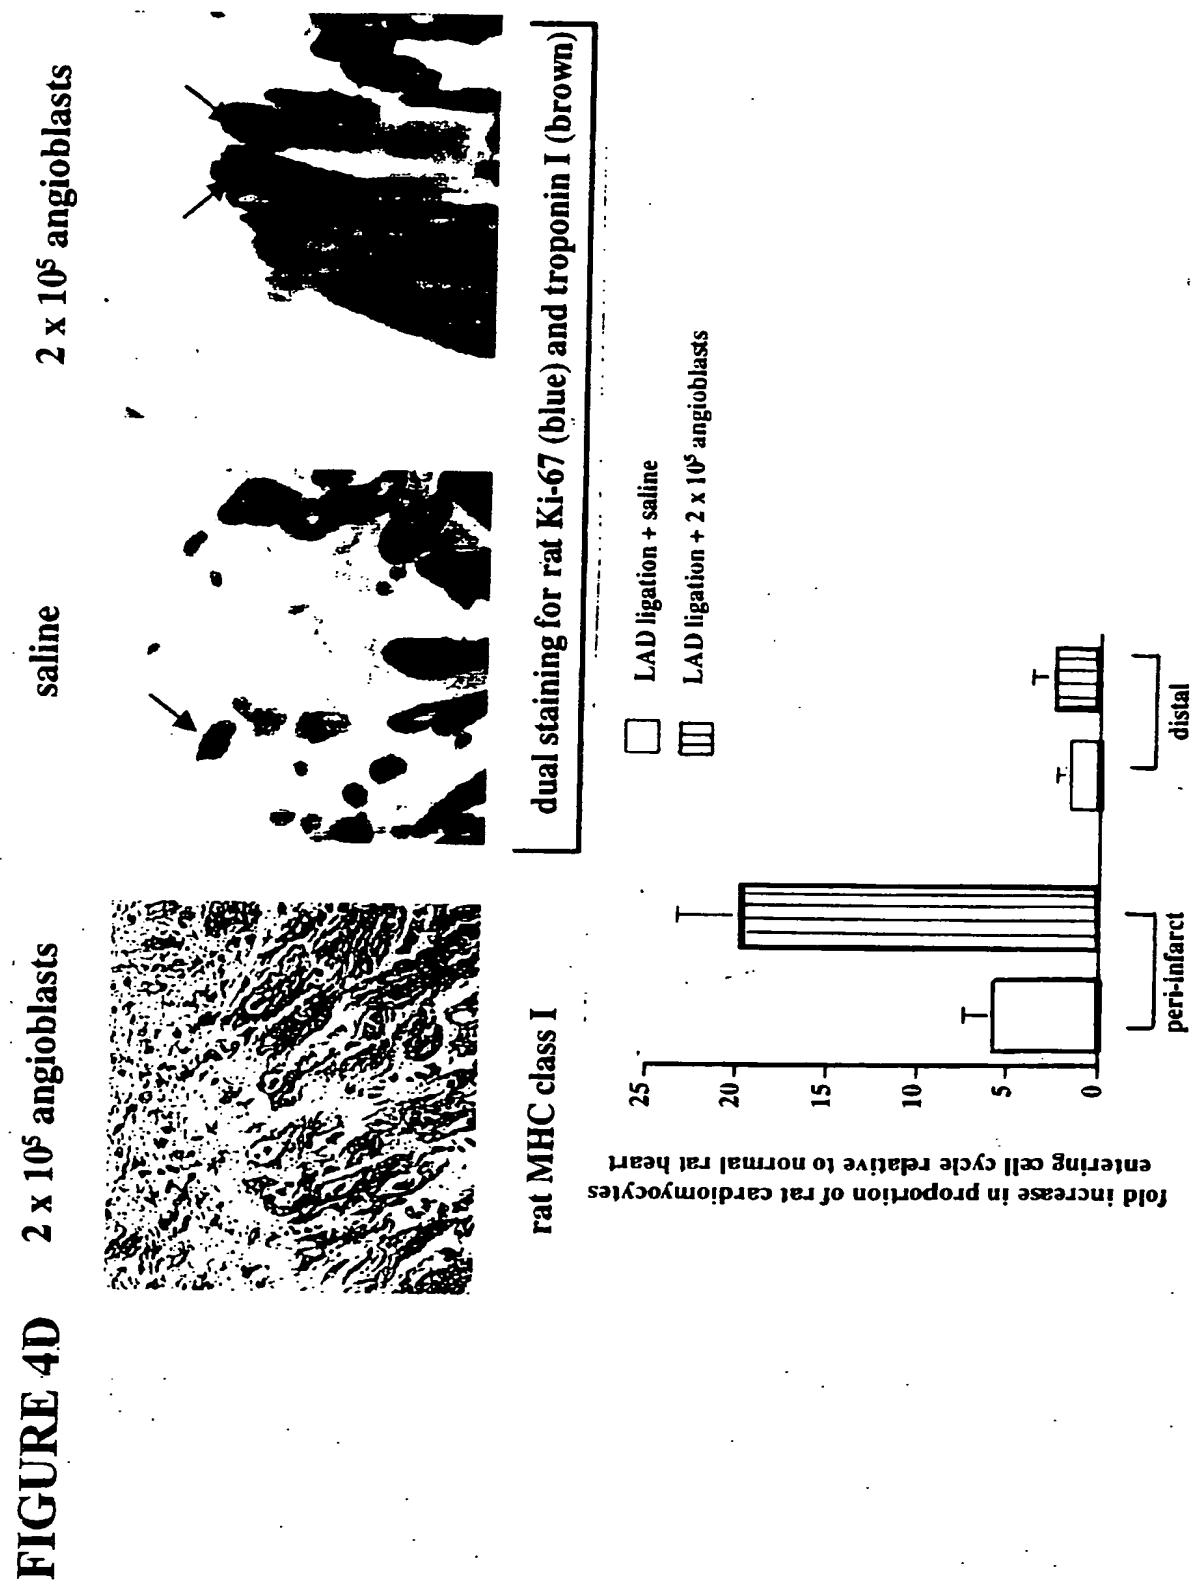 FIGURE 4D
2 x 10⁵ angioblasts
saline
2 x 10⁵ angioblasts
rat MHC class I
dual staining for rat Ki-67 (blue) and troponin I (brown)
LAD ligation + saline
LAD ligation + 2 x 10⁵ angioblasts
fold increase in proportion of rat cardiomyocytes
entering cell cycle relative to normal rat heart
25
20
15
10
5
0
peri-infarct
distal